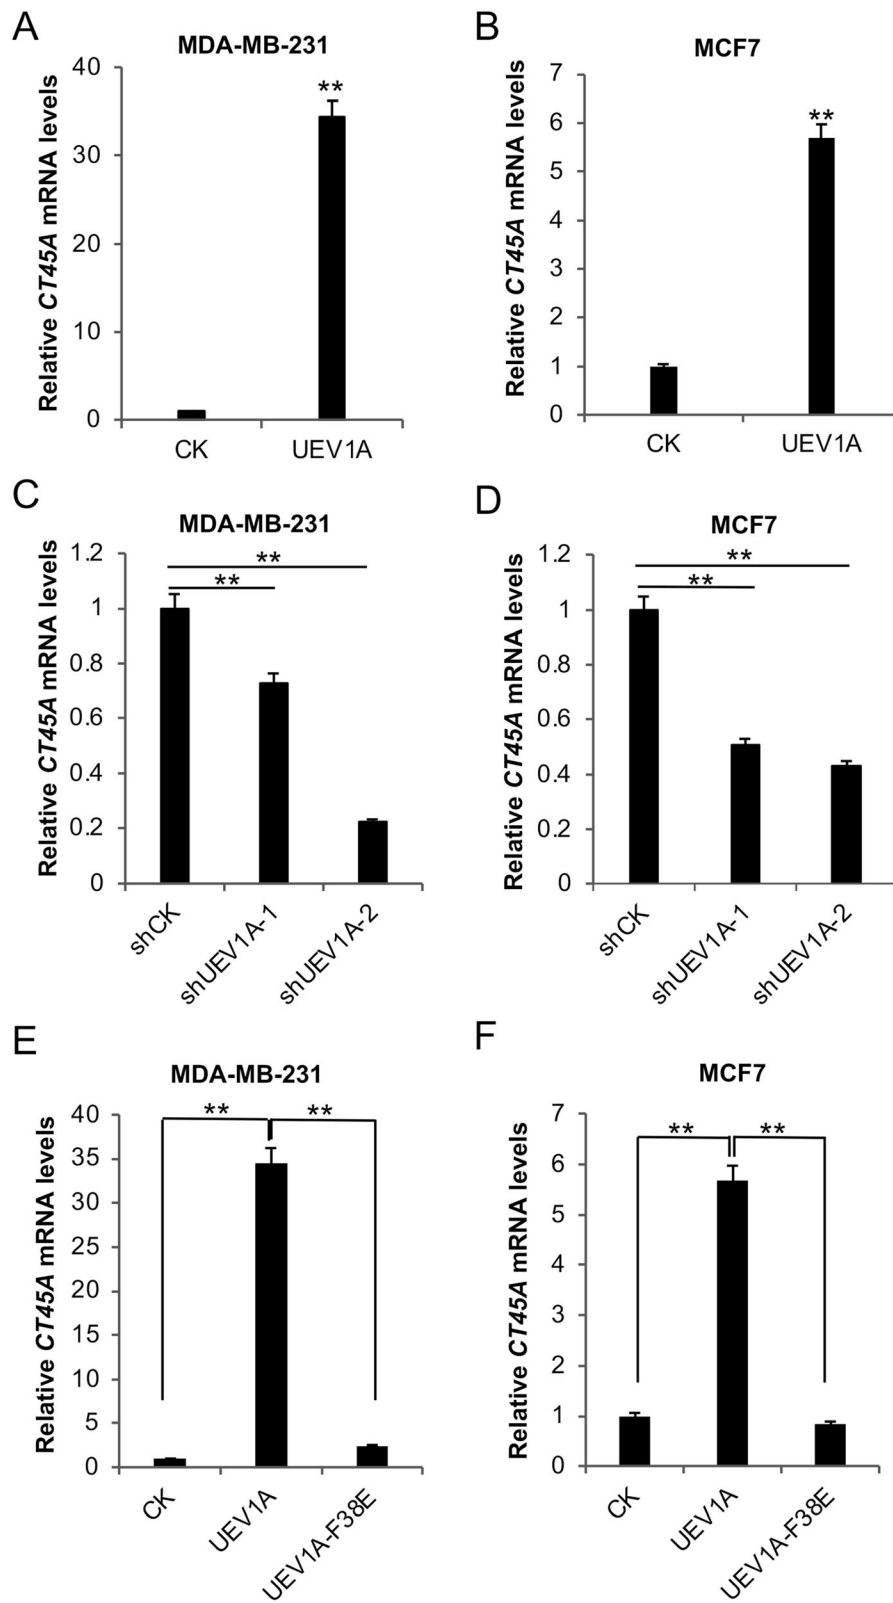 A
MDA-MB-231
Relative CT45A mRNA levels
40
30
20
10
0
**
CK
UEV1A
B
MCF7
Relative CT45A mRNA levels
7
6
5
4
3
2
1
0
**
CK
UEV1A
C
MDA-MB-231
Relative CT45A mRNA levels
1.2
1
0.8
0.6
0.4
0.2
0
**
**
shCK
shUEV1A-1
shUEV1A-2
D
MCF7
Relative CT45A mRNA levels
1.2
1
0.8
0.6
0.4
0.2
0
**
**
shCK
shUEV1A-1
shUEV1A-2
E
MDA-MB-231
Relative CT45A mRNA levels
40
35
30
25
20
15
10
5
0
**
**
CK
UEV1A
UEV1A-F38E
F
MCF7
Relative CT45A mRNA levels
7
6
5
4
3
2
1
0
**
**
CK
UEV1A
UEV1A-F38E